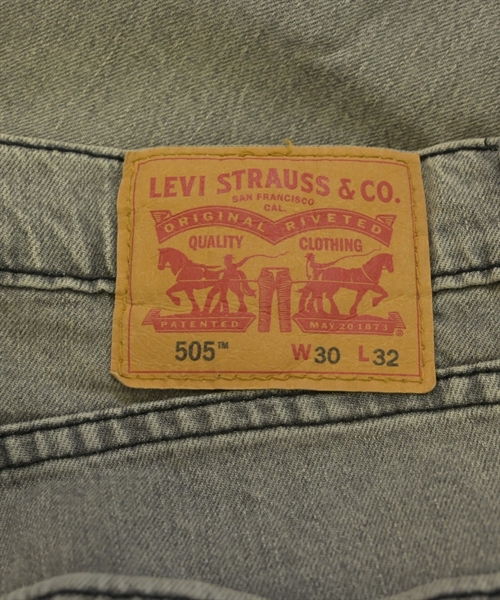 LEVI STRAUSS & CO.
SAN FRANCISCO
CAL.
ORIGINAL RIVETED
QUALITY CLOTHING
PATENTED MAY 20 1873
®
505™ W30 L32